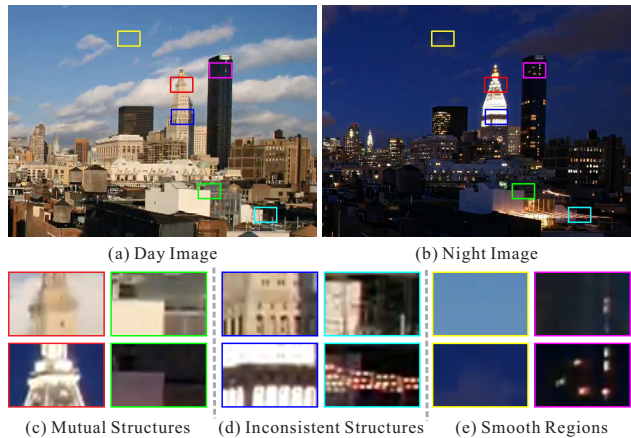 (a) Day Image
(b) Night Image
(c) Mutual Structures
(d) Inconsistent Structures
(e) Smooth Regions